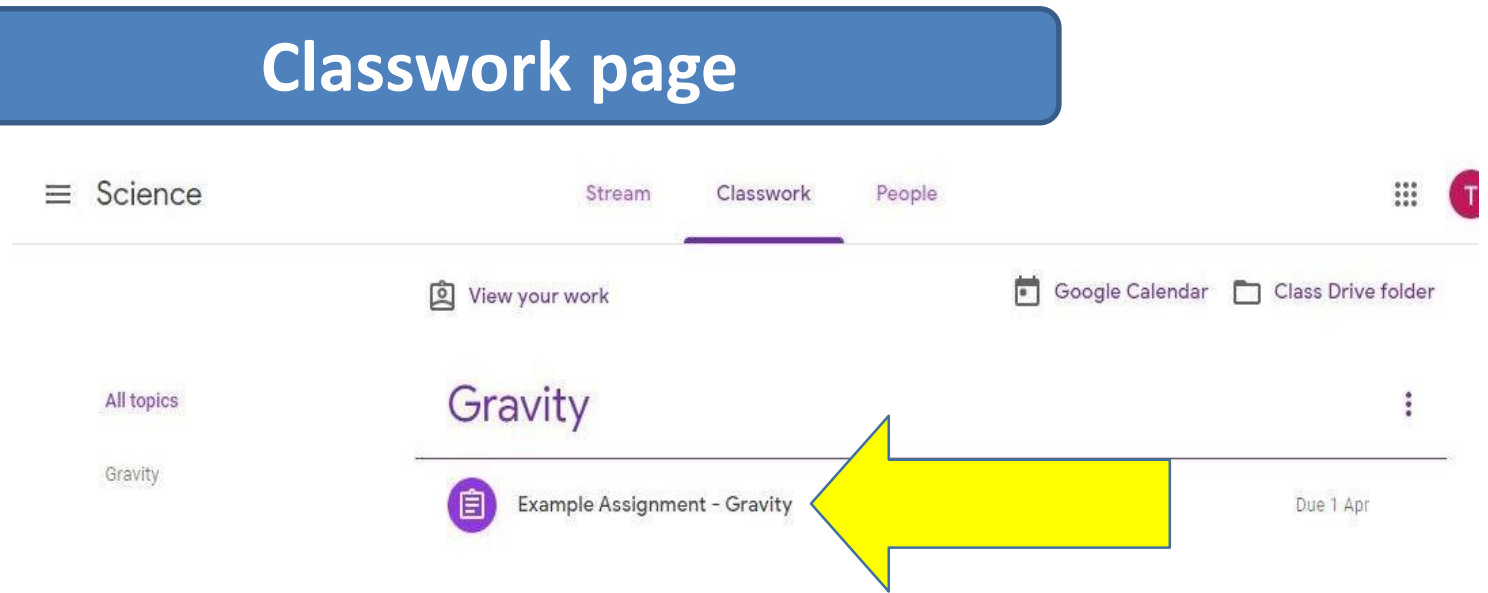 Classwork page
Science Stream Classwork People T
View your work Google Calendar Class Drive folder
All topics Gravity
Gravity
Example Assignment - Gravity Due 1 Apr